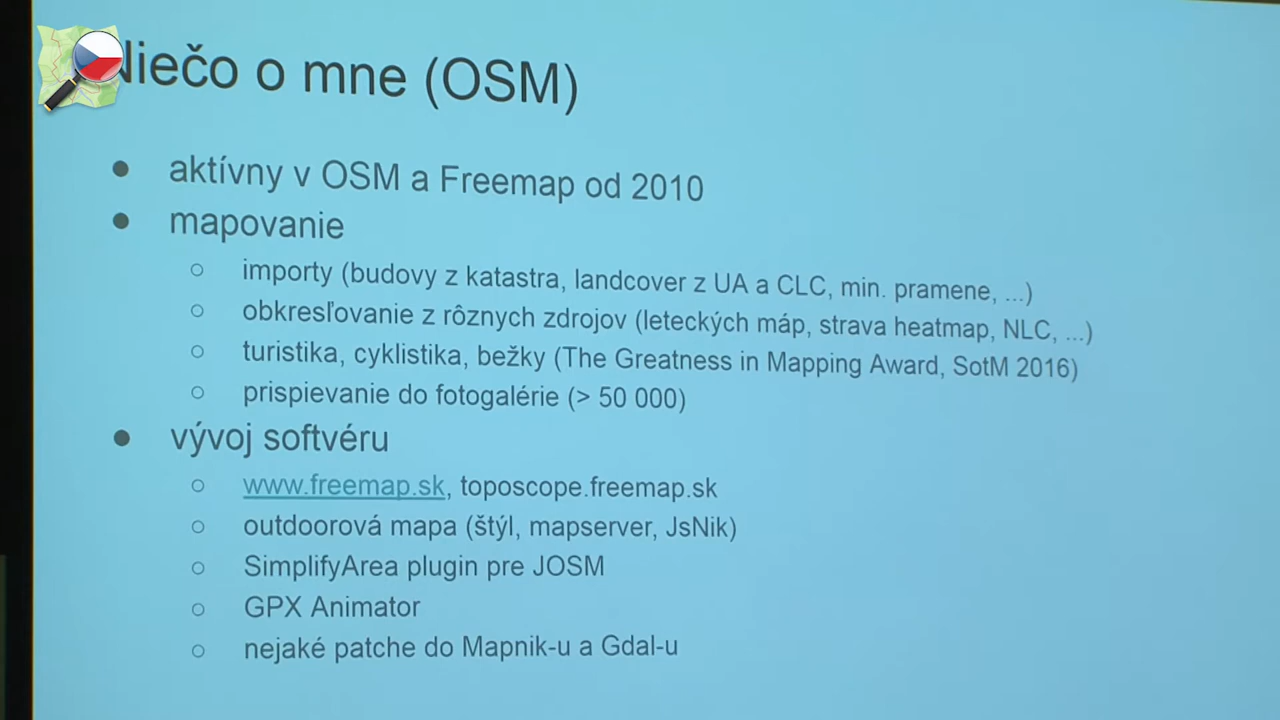 Niečo o mne (OSM)
aktívny v OSM a Freemap od 2010
mapovanie
importy (budovy z katastra, landcover z UA a CLC, min. pramene, ...)
obkresľovanie z rôznych zdrojov (leteckých máp, strava heatmap, NLC, ...)
turistika, cyklistika, bežky (The Greatness in Mapping Award, SotM 2016)
prispievanie do fotogalérie (> 50 000)
vývoj softvéru
www.freemap.sk, toposcope.freemap.sk
outdoorová mapa (štýl, mapserver, JsNik)
SimplifyArea plugin pre JOSM
GPX Animator
nejaké patche do Mapnik-u a Gdal-u